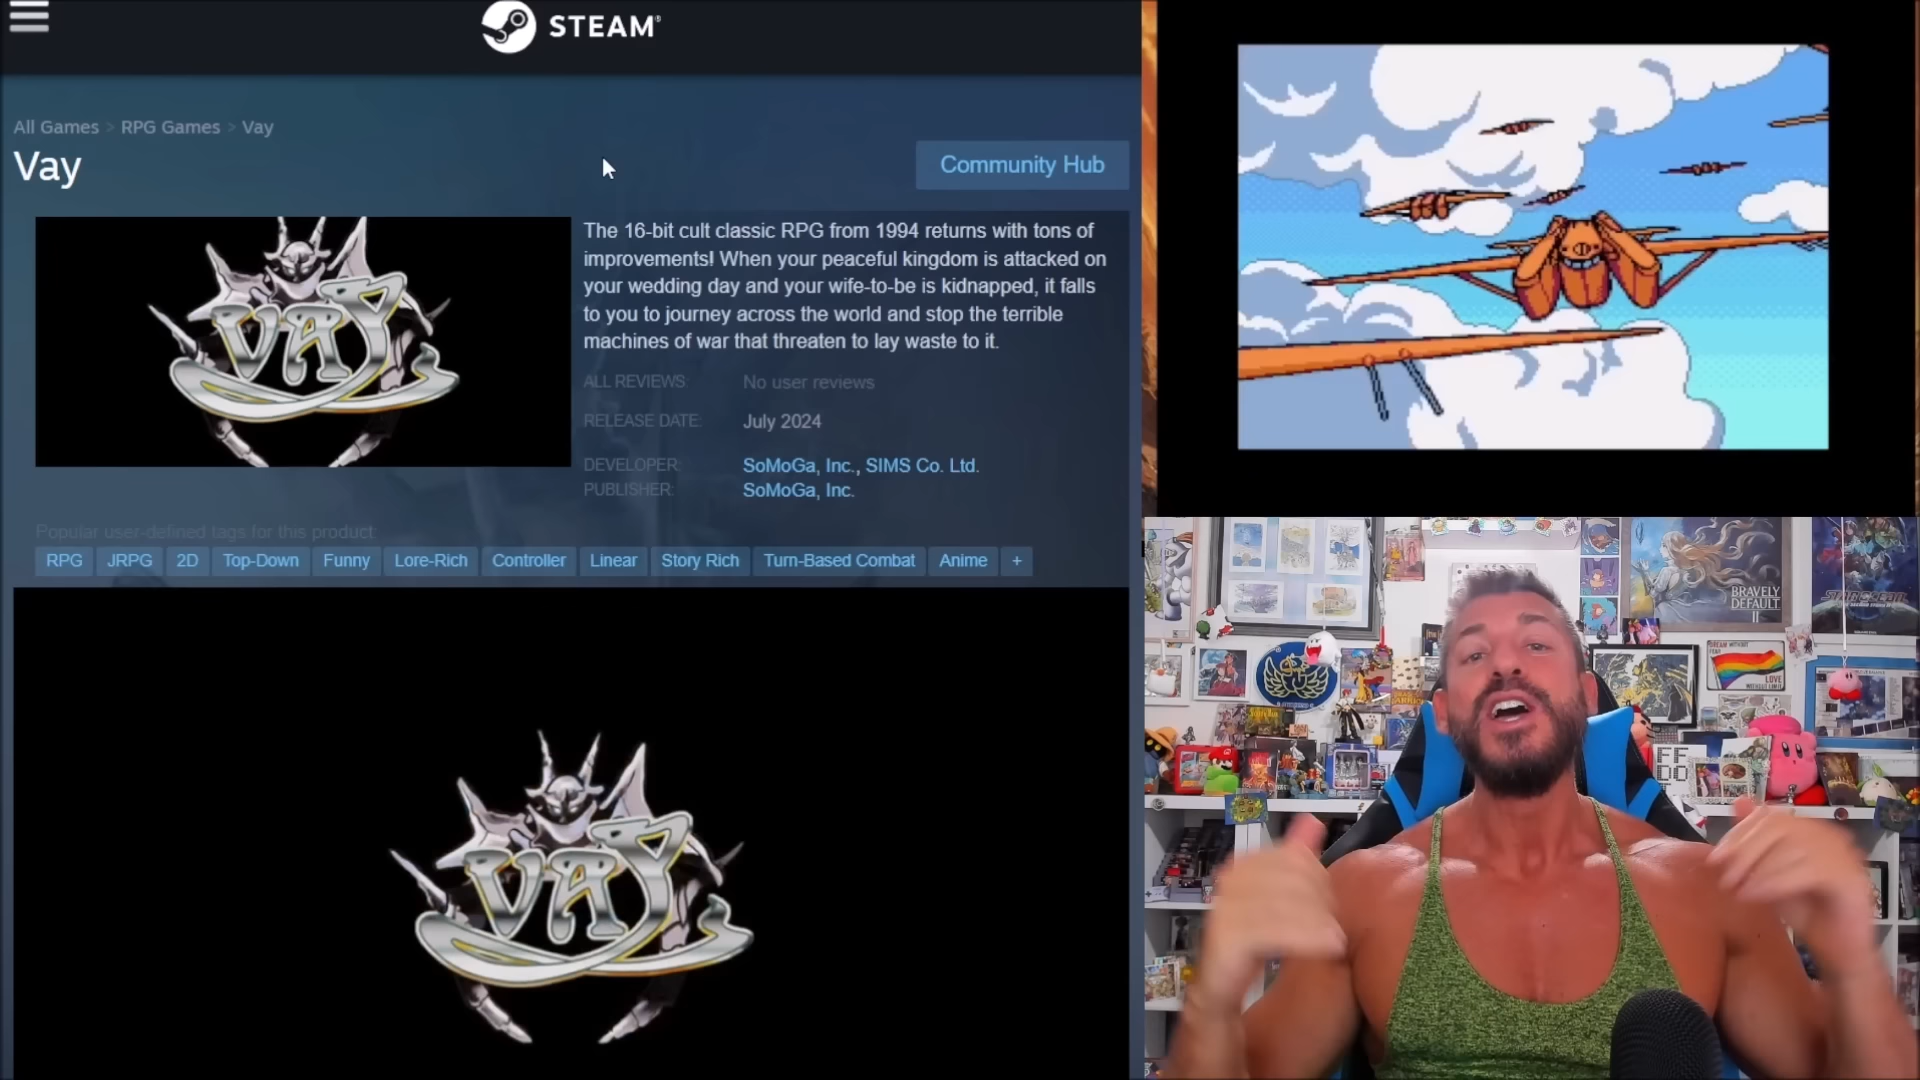 STEAM®
All Games > RPG Games > Vay
Vay
Community Hub
VAY
The 16-bit cult classic RPG from 1994 returns with tons of
improvements! When your peaceful kingdom is attacked on
your wedding day and your wife-to-be is kidnapped, it falls
to you to journey across the world and stop the terrible
machines of war that threaten to lay waste to it.
ALL REVIEWS: No user reviews
RELEASE DATE: July 2024
DEVELOPER: SoMoGa, Inc., SIMS Co. Ltd.
PUBLISHER: SoMoGa, Inc.
Popular user-defined tags for this product:
RPG JRPG 2D Top-Down Funny Lore-Rich Controller Linear Story Rich Turn-Based Combat Anime +
VAY
BRAVELY
DEFAULT
II
STAR OCEAN
LOVE